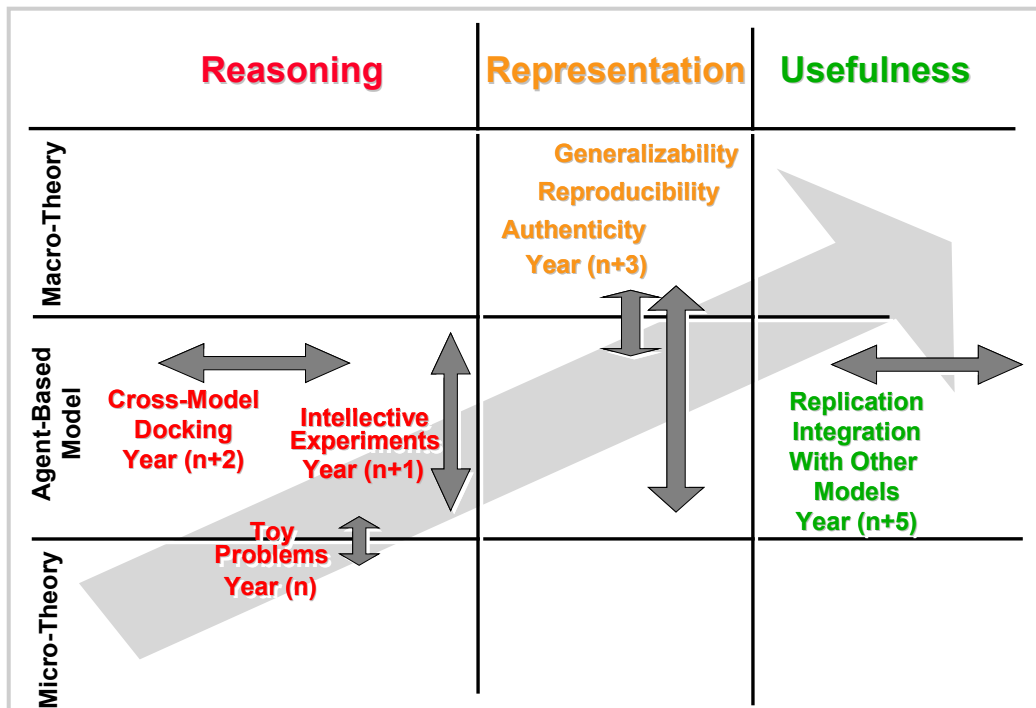 Reasoning
Representation
Usefulness
Macro-Theory
Generalizability
Reproducibility
Authenticity
Year (n+3)
Agent-Based
Model
Cross-Model
Docking
Year (n+2)
Intellective
Experiments
Year (n+1)
Replication
Integration
With Other
Models
Year (n+5)
Micro-Theory
Toy
Problems
Year (n)